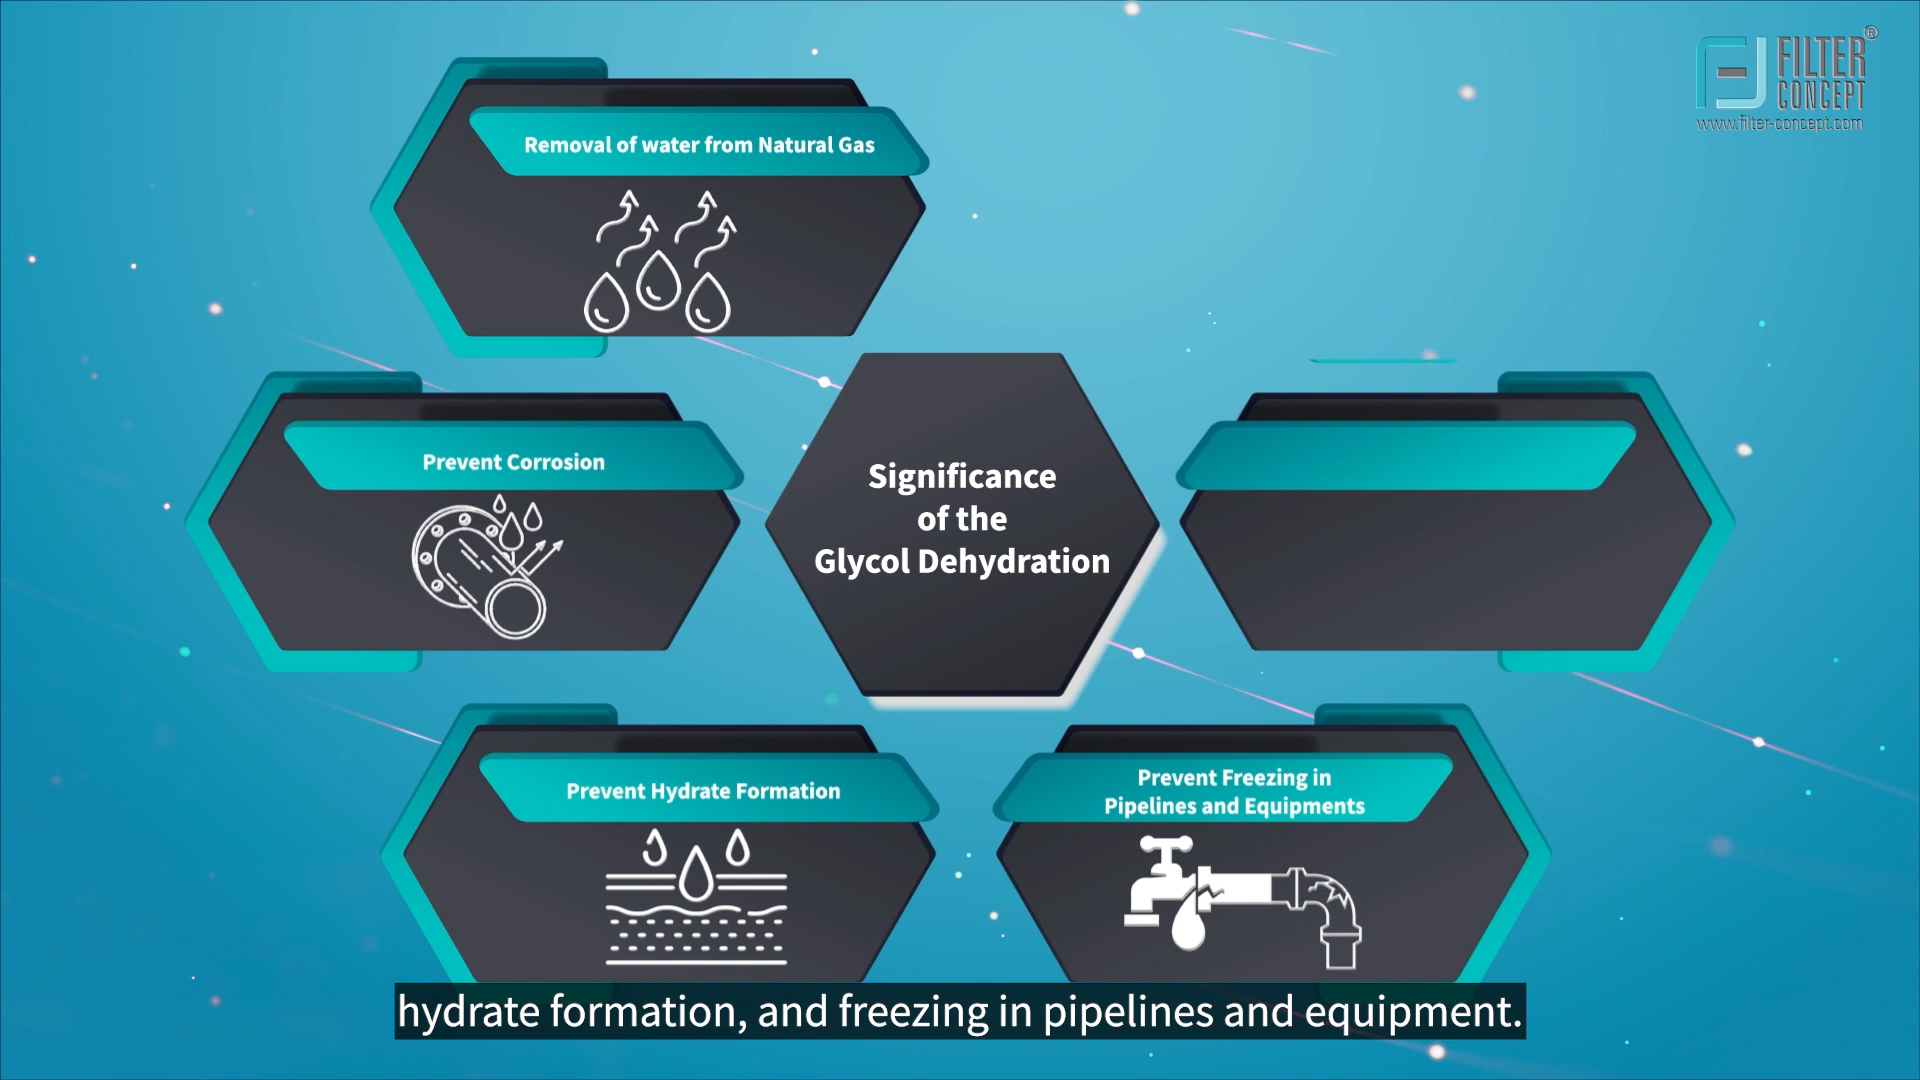 FILTER
CONCEPT
®
www.filter-concept.com
Removal of water from Natural Gas
Prevent Corrosion
Significance
of the
Glycol Dehydration
Prevent Hydrate Formation
Prevent Freezing in
Pipelines and Equipments
hydrate formation, and freezing in pipelines and equipment.